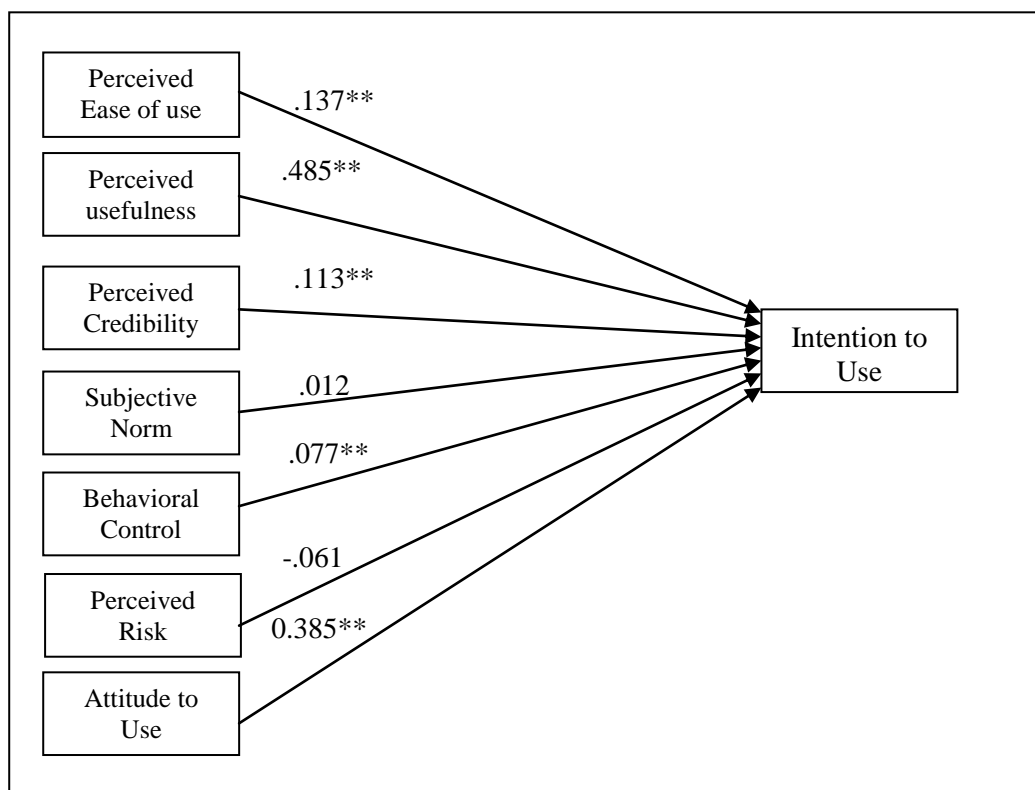 Perceived
Ease of use
.137**
Perceived
usefulness
.485**
Perceived
Credibility
.113**
Intention to
Use
Subjective
Norm
.012
Behavioral
Control
.077**
Perceived
Risk
-.061
Attitude to
Use
0.385**